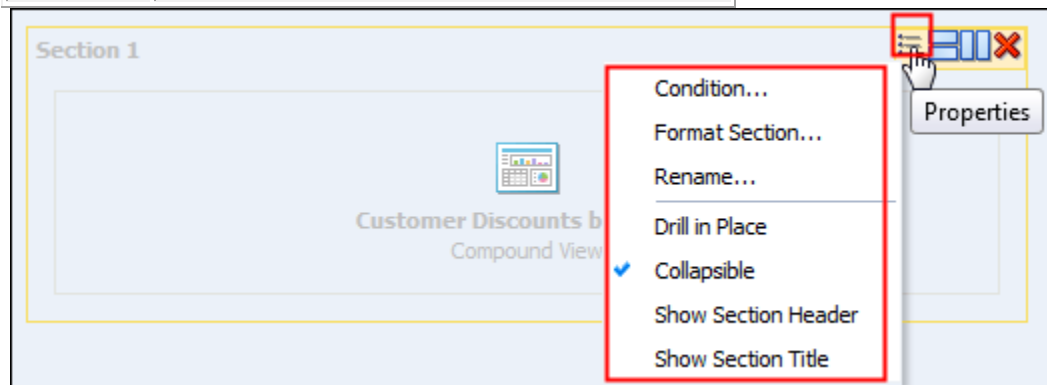 Section 1
Properties
Condition...
Format Section...
Rename...
Customer Discounts b
Compound View
Drill in Place
Collapsible
Show Section Header
Show Section Title